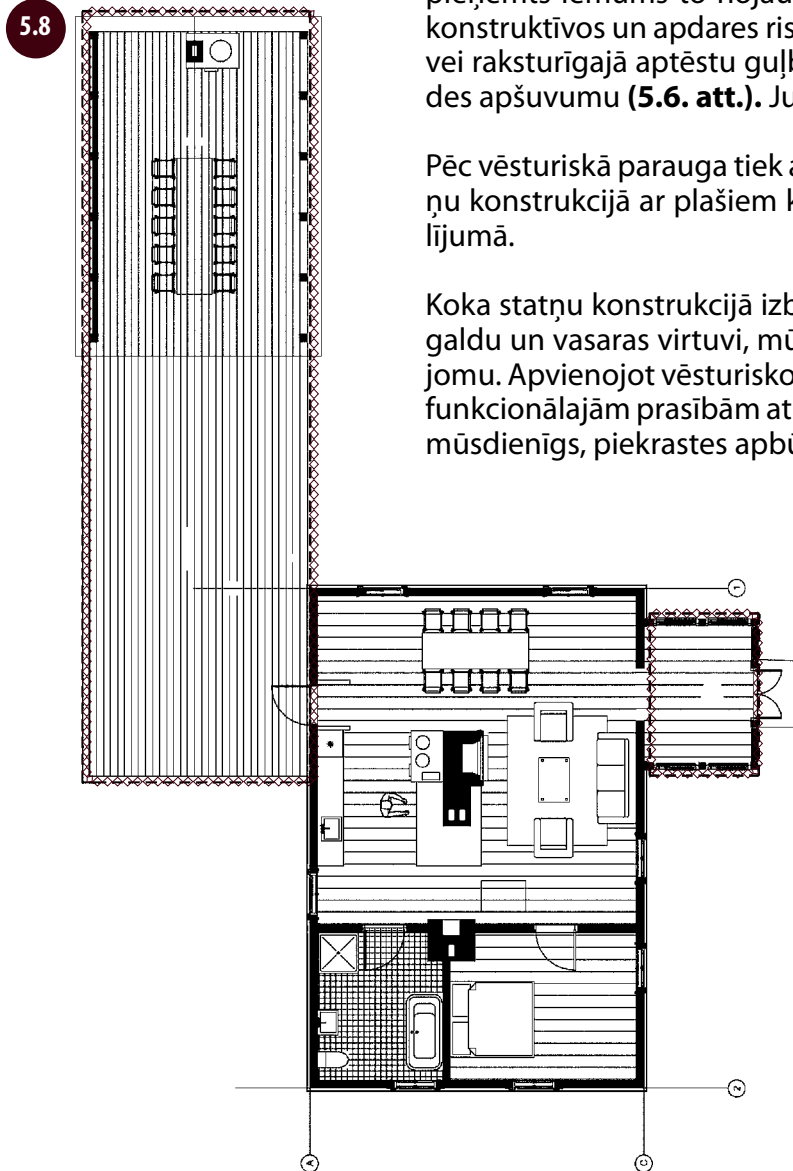 5.8
konstruktīvos un apdares ris
vei raksturīgajā aptēstu guļb
des apšuvumu (5.6. att.). Ju
Pēc vēsturiskā parauga tiek a
ņu konstrukcijā ar plašiem k
lījumā.
Koka statņu konstrukcijā izb
galdu un vasaras virtuvi, mū
jomu. Apvienojot vēsturisko
funkcionālajām prasībām at
mūsdienīgs, piekrastes apbū
1
2
A
C